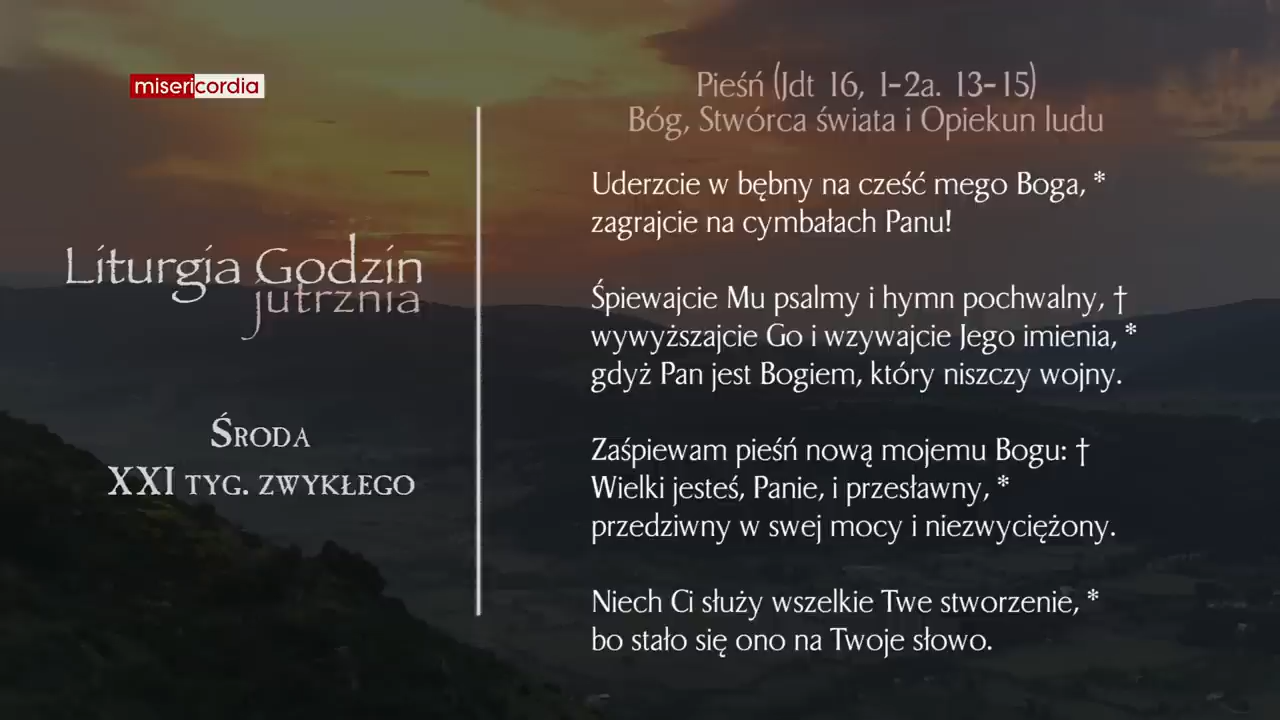 misericordia
Liturgia Godzin
jutrznia
Środa
XXI tyg. zwykłego
Pieśń (Jdt 16, 1-2a. 13-15)
Bóg, Stwórca świata i Opiekun ludu
Uderzcie w bębny na cześć mego Boga, *
zagrajcie na cymbałach Panu!
Śpiewajcie Mu psalmy i hymn pochwalny, †
wywyższajcie Go i wzywajcie Jego imienia, *
gdyż Pan jest Bogiem, który niszczy wojny.
Zaśpiewam pieśń nową mojemu Bogu: †
Wielki jesteś, Panie, i przesławny, *
przedziwny w swej mocy i niezwyciężony.
Niech Ci służy wszelkie Twe stworzenie, *
bo stało się ono na Twoje słowo.